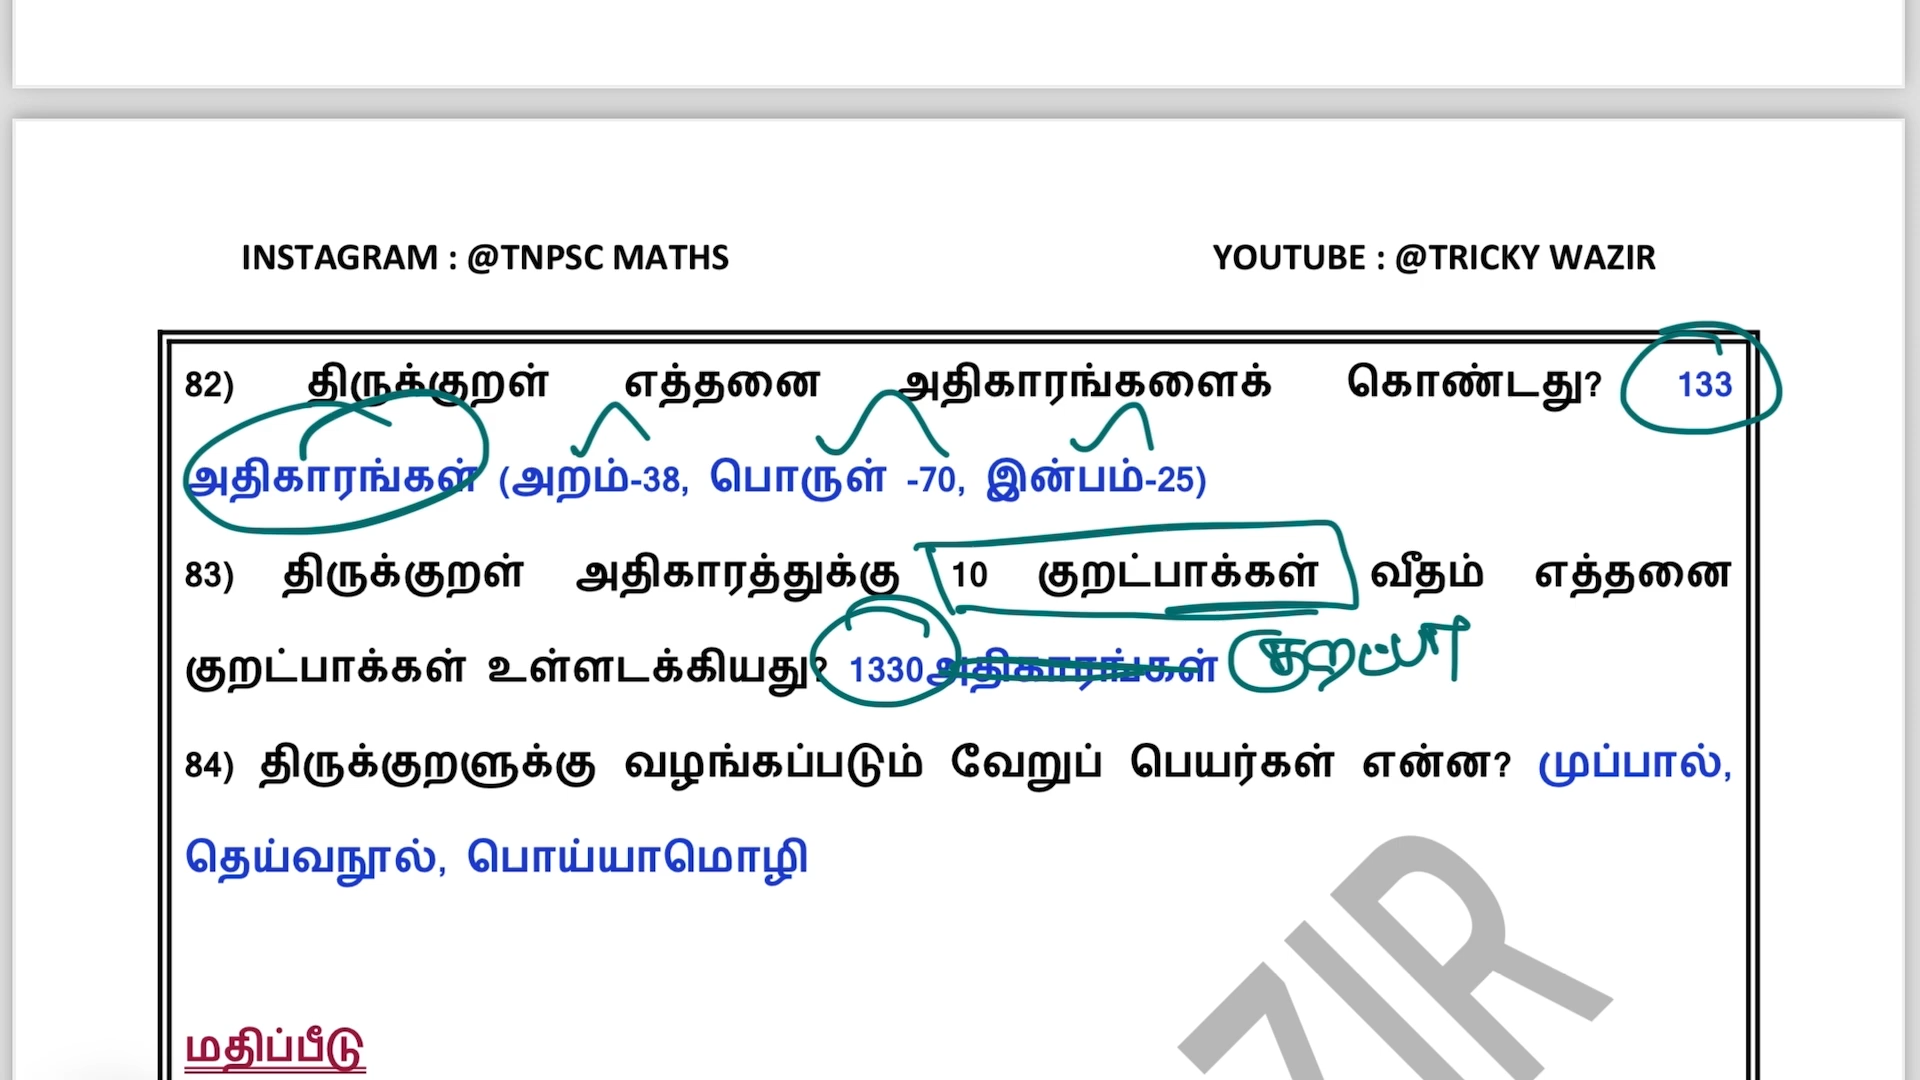 INSTAGRAM : @TNPSC MATHS YOUTUBE : @TRICKY WAZIR
82) திருக்குறள் எத்தனை அதிகாரங்களைக் கொண்டது? 133
அதிகாரங்கள் (அறம்-38, பொருள் -70, இன்பம்-25)
83) திருக்குறள் அதிகாரத்துக்கு 10 குறட்பாக்கள் வீதம் எத்தனை
குறட்பாக்கள் உள்ளடக்கியது? 1330 அதிகாரங்கள் குறட்பா
84) திருக்குறளுக்கு வழங்கப்படும் வேறுப் பெயர்கள் என்ன? முப்பால்,
தெய்வநூல், பொய்யாமொழி
ZIR
மதிப்பீடு